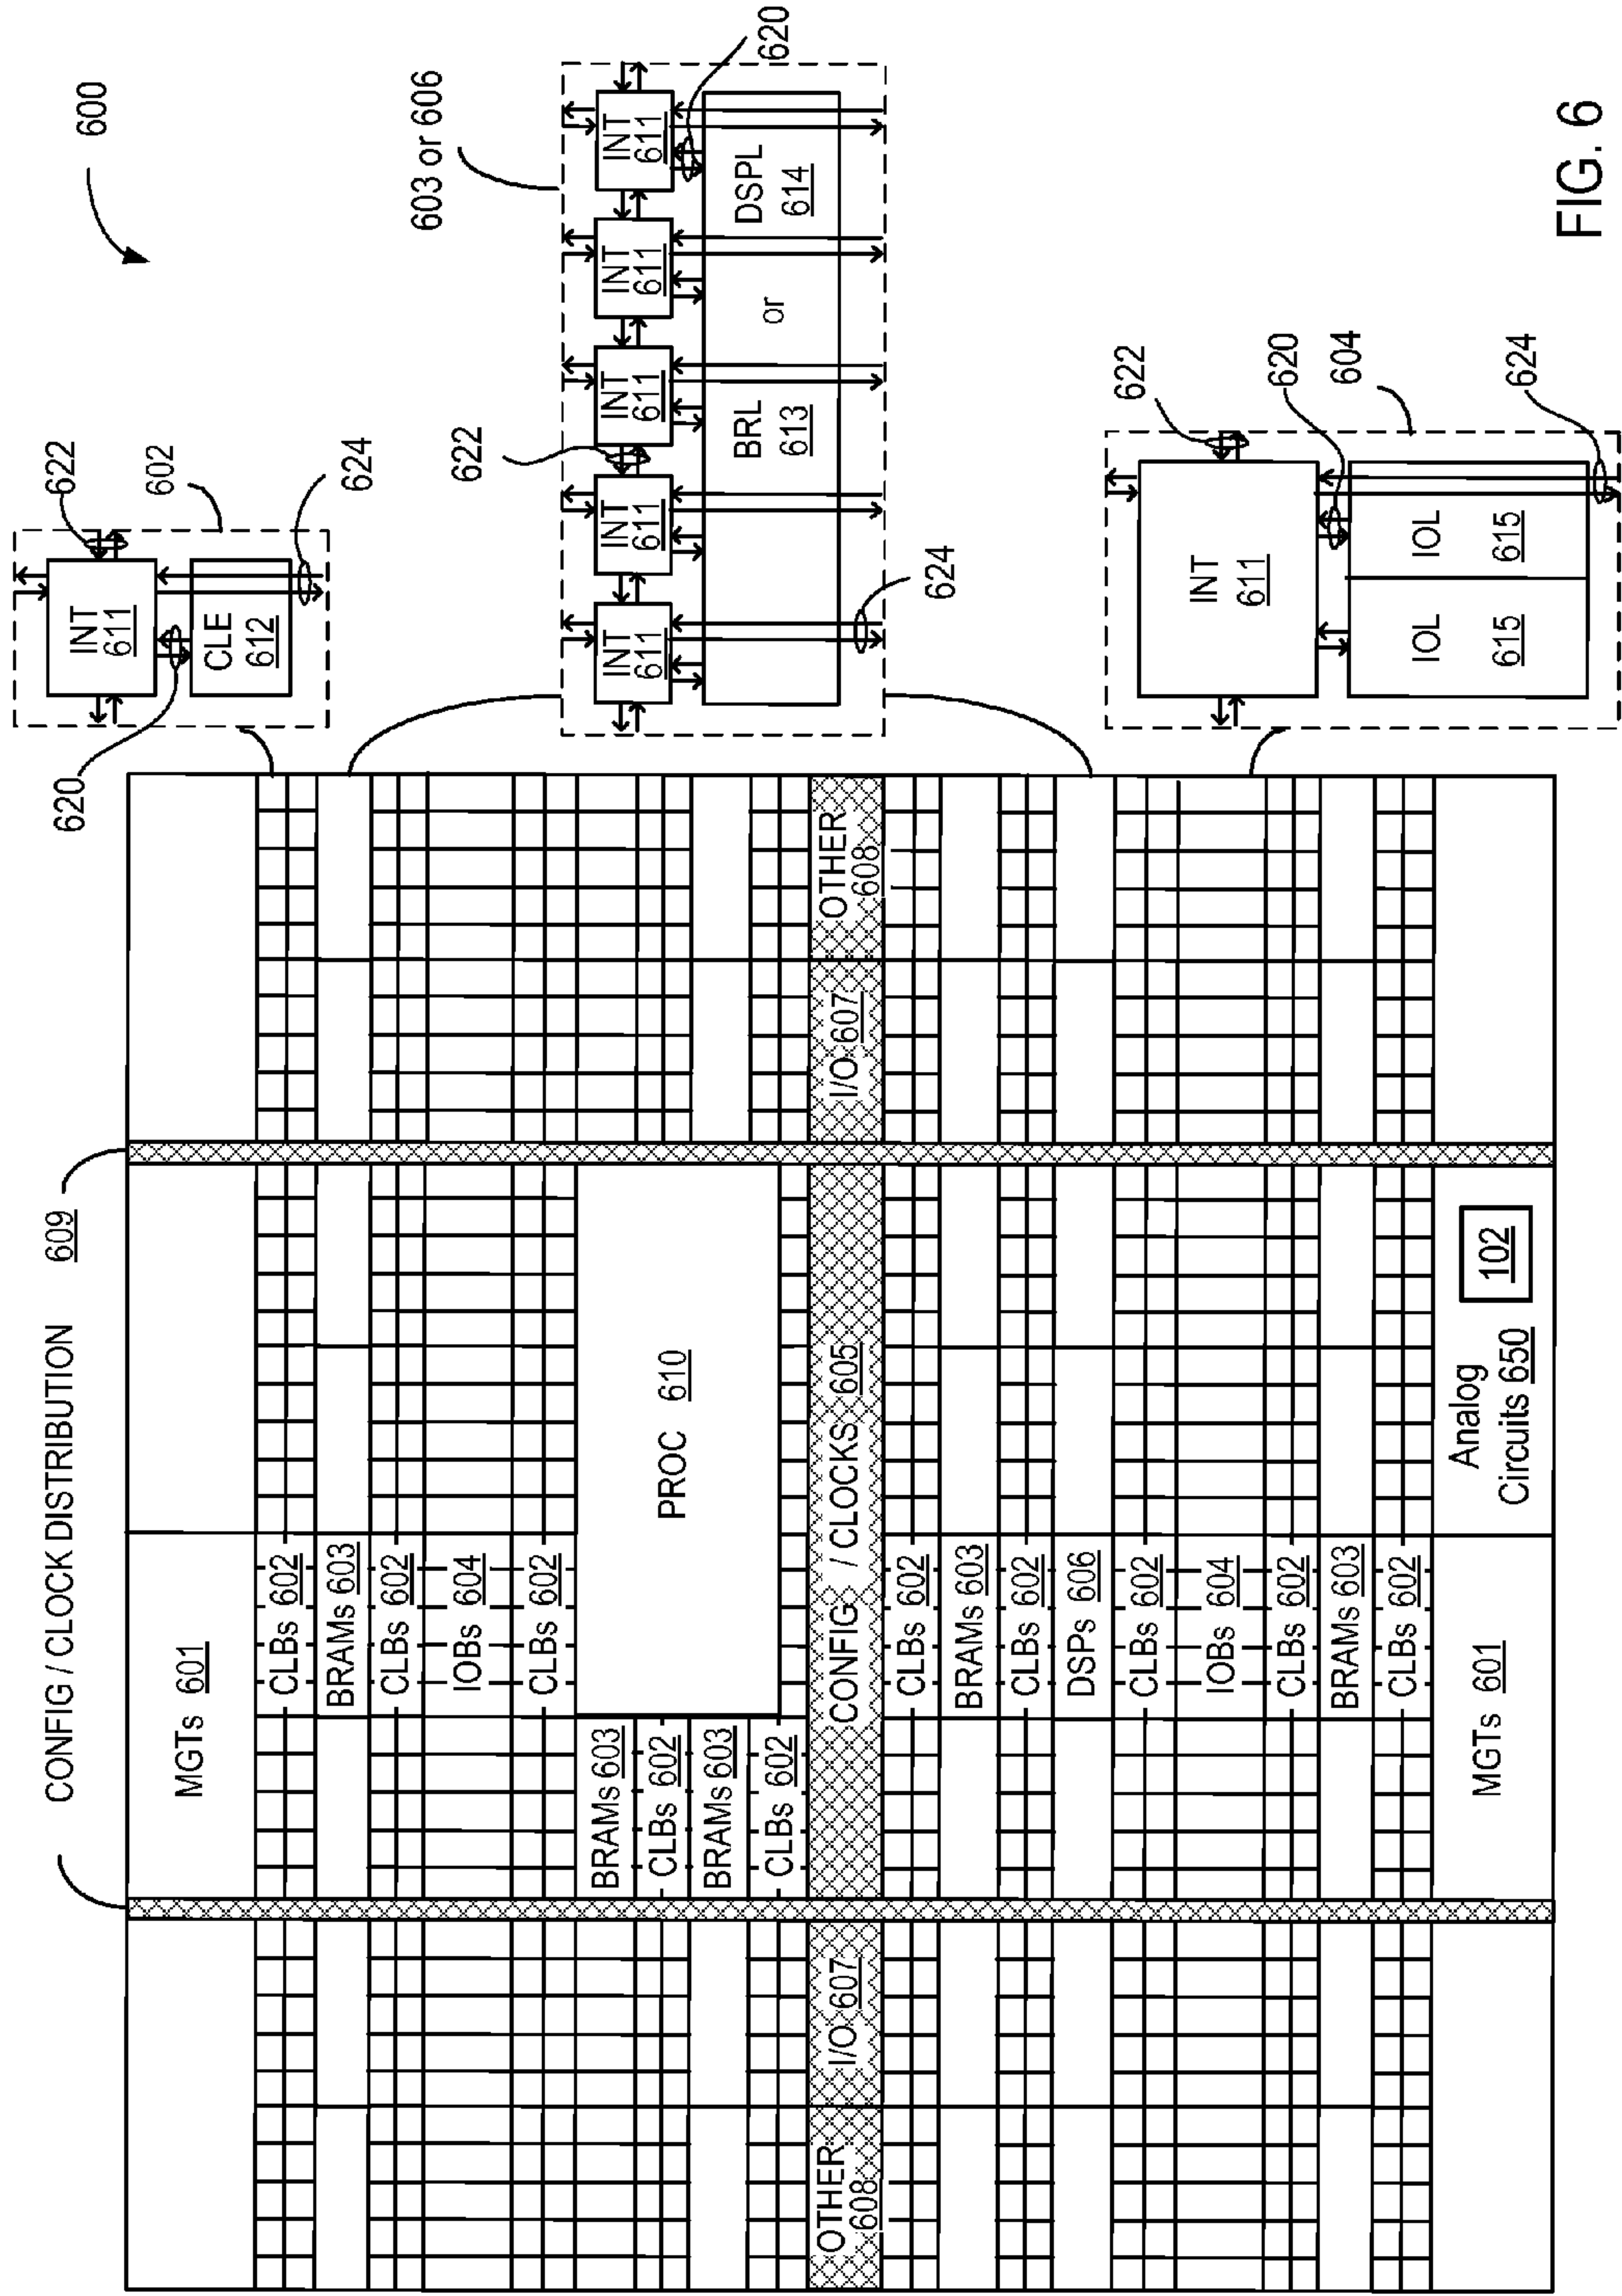 600
CONFIG / CLOCK DISTRIBUTION 609
MGTs 601
CLBs 602
BRAMs 603
CLBs 602
IOBs 604
CLBs 602
BRAMs 603
CLBs 602
BRAMs 603
CLBs 602
PROC 610
OTHER
608
I/O 607
CONFIG / CLOCKS 605
I/O 607
OTHER
608
CLBs 602
BRAMs 603
CLBs 602
DSPs 606
CLBs 602
IOBs 604
CLBs 602
BRAMs 603
CLBs 602
MGTs 601
Analog
Circuits 650
102
620
INT
611
CLE
612
622
602
624
603 or 606
INT
611
INT
611
INT
611
INT
611
INT
611
622
620
BRL
613
or
DSPL
614
624
INT
611
IOL
615
IOL
615
622
620
604
624
FIG. 6